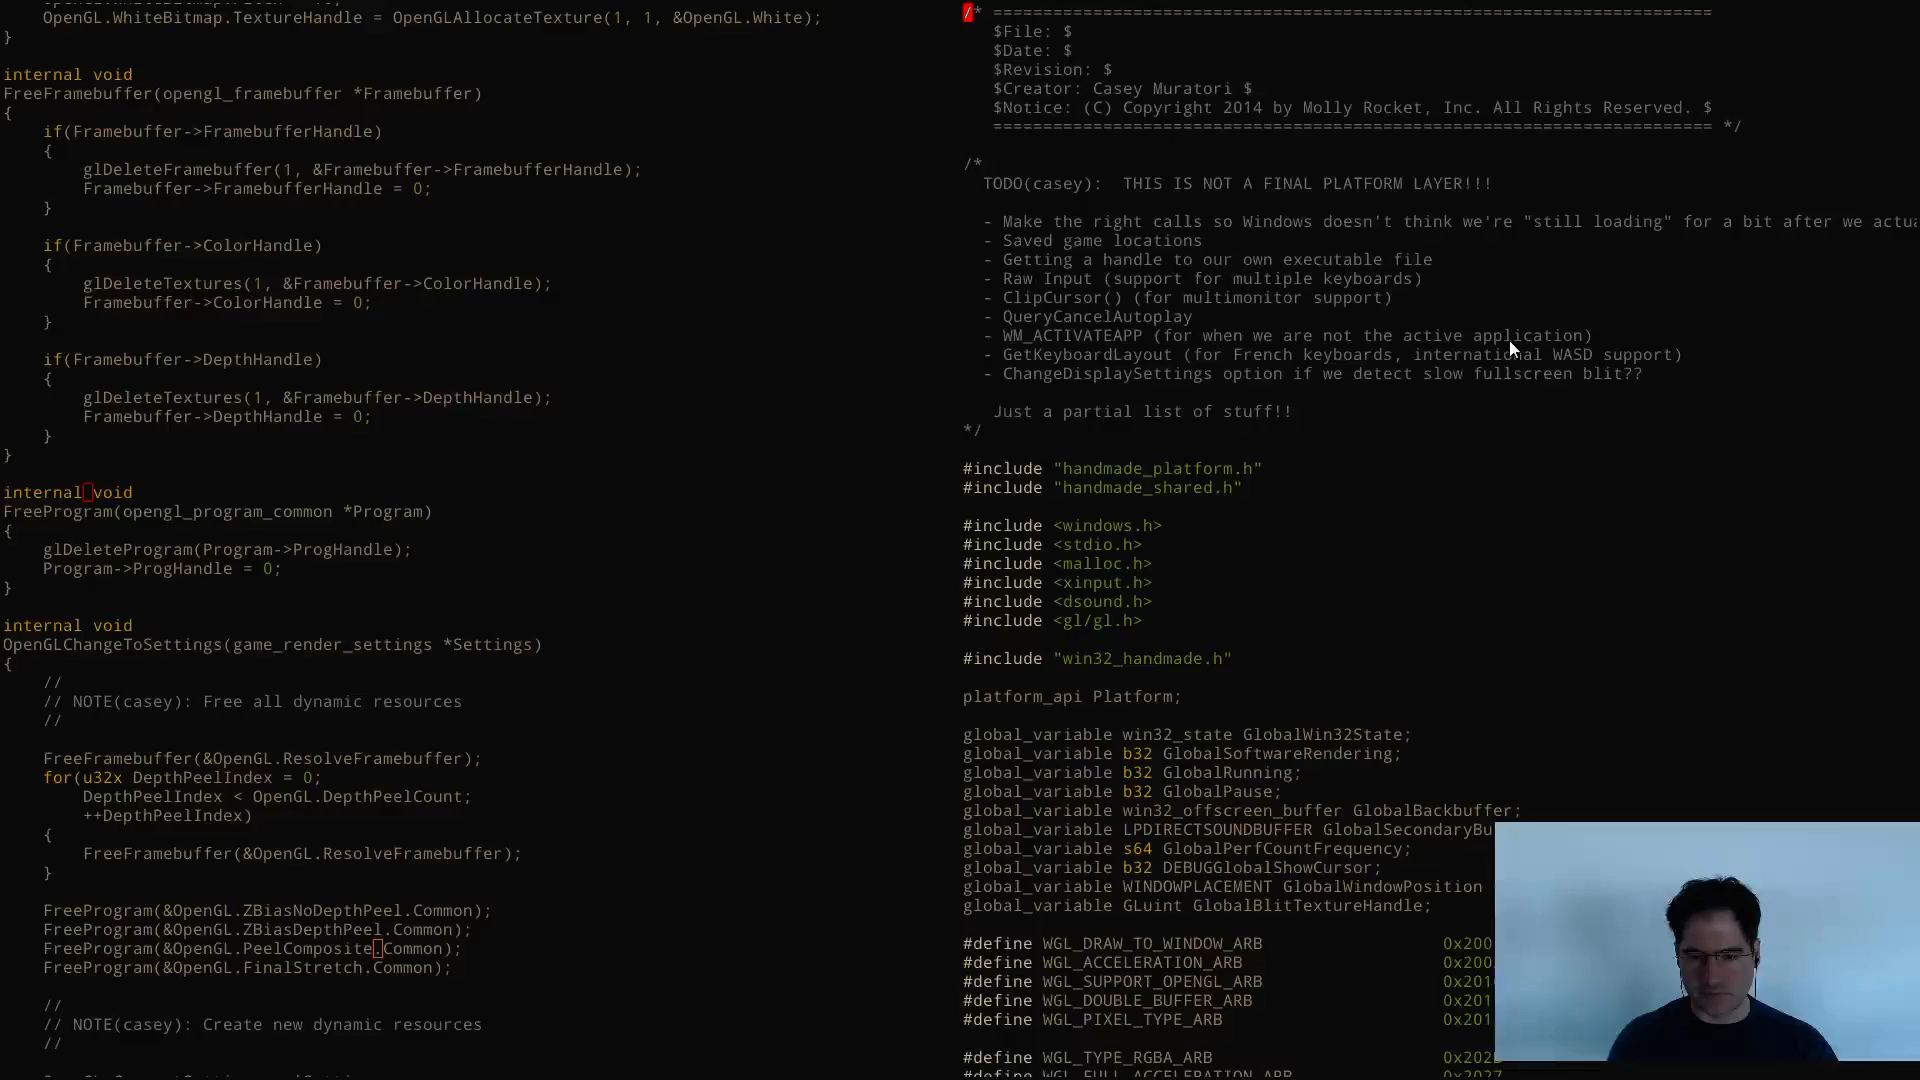 OpenGL.WhiteBitmap.TextureHandle = OpenGLAllocateTexture(1, 1, &OpenGL.White);
}
internal void
FreeFramebuffer(opengl_framebuffer *Framebuffer)
{
if(Framebuffer->FramebufferHandle)
{
glDeleteFramebuffer(1, &Framebuffer->FramebufferHandle);
Framebuffer->FramebufferHandle = 0;
}
if(Framebuffer->ColorHandle)
{
glDeleteTextures(1, &Framebuffer->ColorHandle);
Framebuffer->ColorHandle = 0;
}
if(Framebuffer->DepthHandle)
{
glDeleteTextures(1, &Framebuffer->DepthHandle);
Framebuffer->DepthHandle = 0;
}
}
internal void
FreeProgram(opengl_program_common *Program)
{
glDeleteProgram(Program->ProgHandle);
Program->ProgHandle = 0;
}
internal void
OpenGLChangeToSettings(game_render_settings *Settings)
{
//
// NOTE(casey): Free all dynamic resources
//
FreeFramebuffer(&OpenGL.ResolveFramebuffer);
for(u32x DepthPeelIndex = 0;
DepthPeelIndex < OpenGL.DepthPeelCount;
++DepthPeelIndex)
{
FreeFramebuffer(&OpenGL.ResolveFramebuffer);
}
FreeProgram(&OpenGL.ZBiasNoDepthPeel.Common);
FreeProgram(&OpenGL.ZBiasDepthPeel.Common);
FreeProgram(&OpenGL.PeelComposite.Common);
FreeProgram(&OpenGL.FinalStretch.Common);
//
// NOTE(casey): Create new dynamic resources
//
/* ========================================================================
$File: $
$Date: $
$Revision: $
$Creator: Casey Muratori $
$Notice: (C) Copyright 2014 by Molly Rocket, Inc. All Rights Reserved. $
======================================================================== */
/*
TODO(casey): THIS IS NOT A FINAL PLATFORM LAYER!!!
- Make the right calls so Windows doesn't think we're "still loading" for a bit after we actua
- Saved game locations
- Getting a handle to our own executable file
- Raw Input (support for multiple keyboards)
- ClipCursor() (for multimonitor support)
- QueryCancelAutoplay
- WM_ACTIVATEAPP (for when we are not the active application)
- GetKeyboardLayout (for French keyboards, international WASD support)
- ChangeDisplaySettings option if we detect slow fullscreen blit??
Just a partial list of stuff!!
*/
#include "handmade_platform.h"
#include "handmade_shared.h"
#include <windows.h>
#include <stdio.h>
#include <malloc.h>
#include <xinput.h>
#include <dsound.h>
#include <gl/gl.h>
#include "win32_handmade.h"
platform_api Platform;
global_variable win32_state GlobalWin32State;
global_variable b32 GlobalSoftwareRendering;
global_variable b32 GlobalRunning;
global_variable b32 GlobalPause;
global_variable win32_offscreen_buffer GlobalBackbuffer;
global_variable LPDIRECTSOUNDBUFFER GlobalSecondaryBu
global_variable s64 GlobalPerfCountFrequency;
global_variable b32 DEBUGGlobalShowCursor;
global_variable WINDOWPLACEMENT GlobalWindowPosition
global_variable GLuint GlobalBlitTextureHandle;
#define WGL_DRAW_TO_WINDOW_ARB 0x200
#define WGL_ACCELERATION_ARB 0x200
#define WGL_SUPPORT_OPENGL_ARB 0x201
#define WGL_DOUBLE_BUFFER_ARB 0x201
#define WGL_PIXEL_TYPE_ARB 0x201
#define WGL_TYPE_RGBA_ARB 0x202
#define WGL_FULL_ACCELERATION_ARB 0x2027